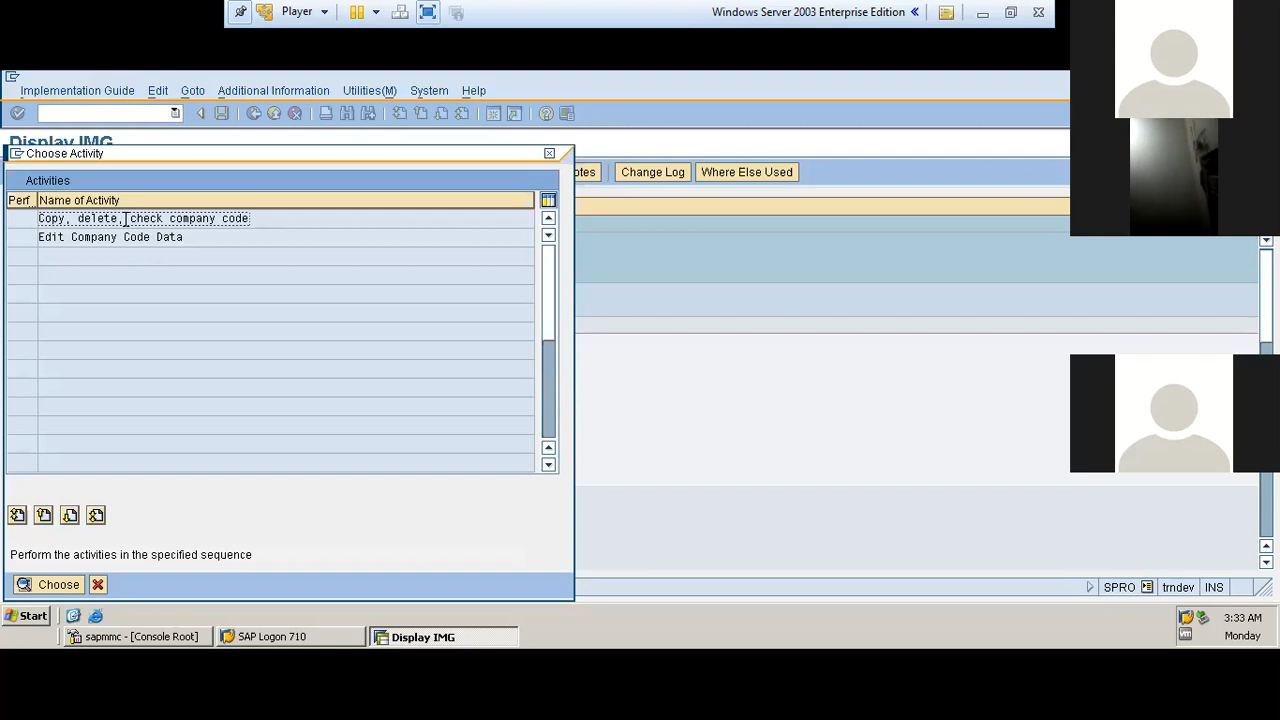 Player
Windows Server 2003 Enterprise Edition
Implementation Guide Edit Goto Additional Information Utilities(M) System Help
Display IMG
Choose Activity
Change Log Where Else Used
Activities
Perf.. Name of Activity
Copy, delete, check company code
Edit Company Code Data
Perform the activities in the specified sequence
Choose
SPRO trndev INS
Start
3:33 AM
sapmmc - [Console Root] SAP Logon 710 Display IMG
Monday